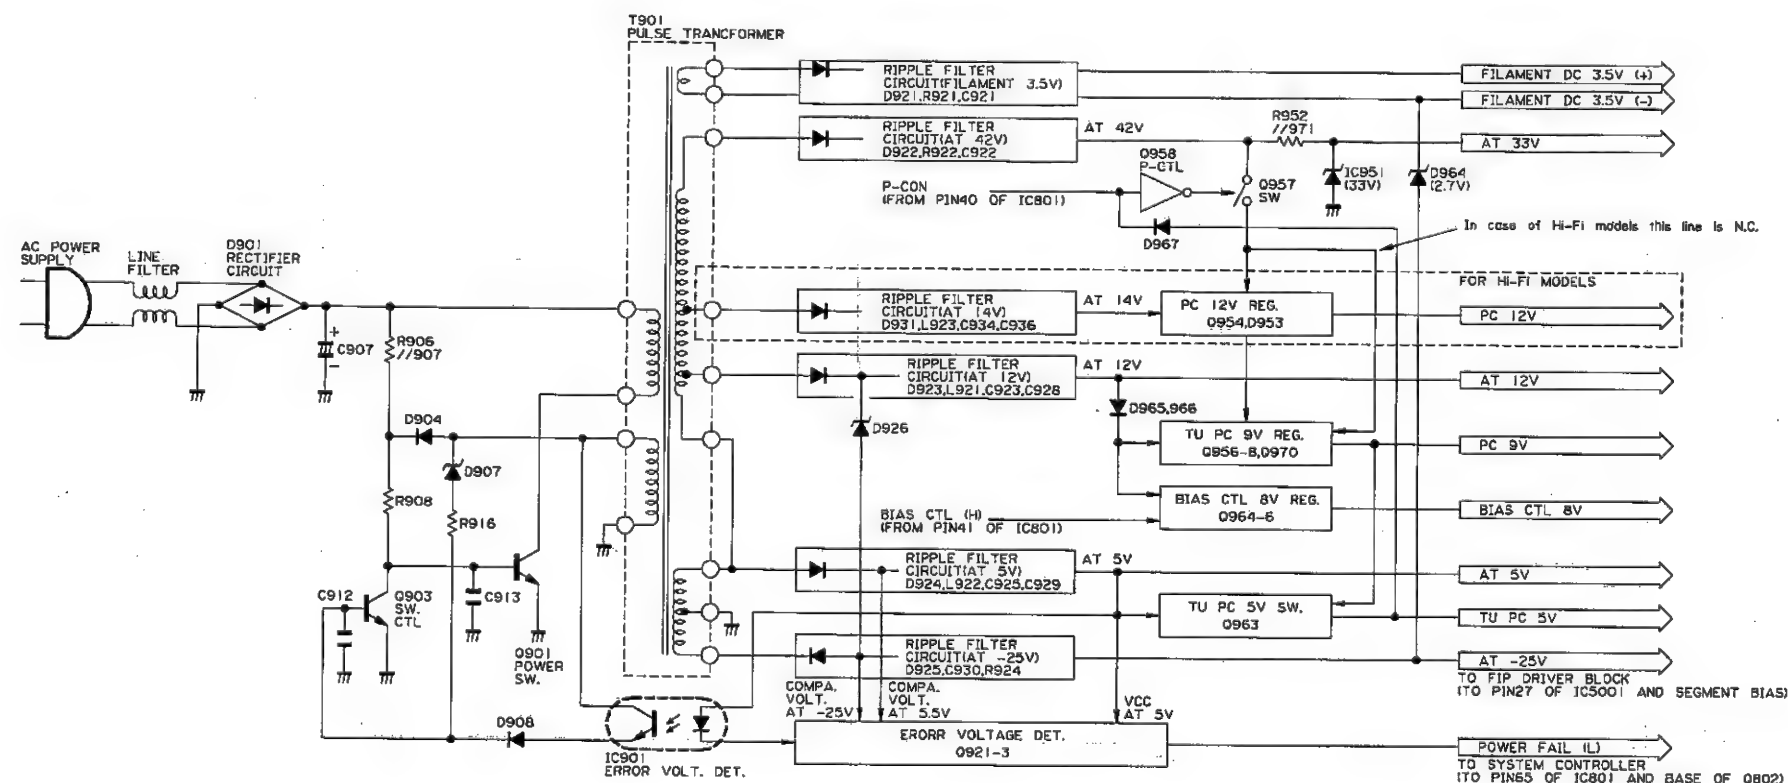 T901
PULSE TRANCFORMER
RIPPLE FILTER
CIRCUIT(FILAMENT 3.5V)
D921,R921,C921
FILAMENT DC 3.5V (+)
FILAMENT DC 3.5V (-)
RIPPLE FILTER
CIRCUIT(AT 42V)
D922,R922,C922
AT 42V
R952
//971
AT 33V
Q958
P-CTL
Q957
SW
IC951
(33V)
D964
(2.7V)
P-CON
(FROM PIN40 OF IC801)
D967
In case of Hi-Fi models this line is N.C.
AC POWER
SUPPLY
LINE
FILTER
D901
RECTIFIER
CIRCUIT
FOR Hi-Fi MODELS
RIPPLE FILTER
CIRCUIT(AT 14V)
D931,L923,C934,C936
AT 14V
PC 12V REG.
Q954,D953
PC 12V
R906
//907
+
C907
-
RIPPLE FILTER
CIRCUIT(AT 12V)
D923,L921,C923,C928
AT 12V
AT 12V
D965,966
D904
D926
TU PC 9V REG.
Q956-8,D970
PC 9V
D907
R908
R916
BIAS CTL (H)
(FROM PIN41 OF IC801)
BIAS CTL 8V REG.
Q964-6
BIAS CTL 8V
RIPPLE FILTER
CIRCUIT(AT 5V)
D924,L922,C925,C929
AT 5V
AT 5V
C912
Q903
SW.
CTL
C913
TU PC 5V SW.
Q963
TU PC 5V
Q901
POWER
SW.
RIPPLE FILTER
CIRCUIT(AT -25V)
D925,C930,R924
AT -25V
TO FIP DRIVER BLOCK
(TO PIN27 OF IC5001 AND SEGMENT BIAS)
COMPA.
VOLT.
AT -25V
COMPA.
VOLT.
AT 5.5V
VCC
AT 5V
D908
IC901
ERROR VOLT. DET.
ERORR VOLTAGE DET.
Q921-3
POWER FAIL (L)
TO SYSTEM CONTROLLER
(TO PIN65 OF IC801 AND BASE OF Q802)